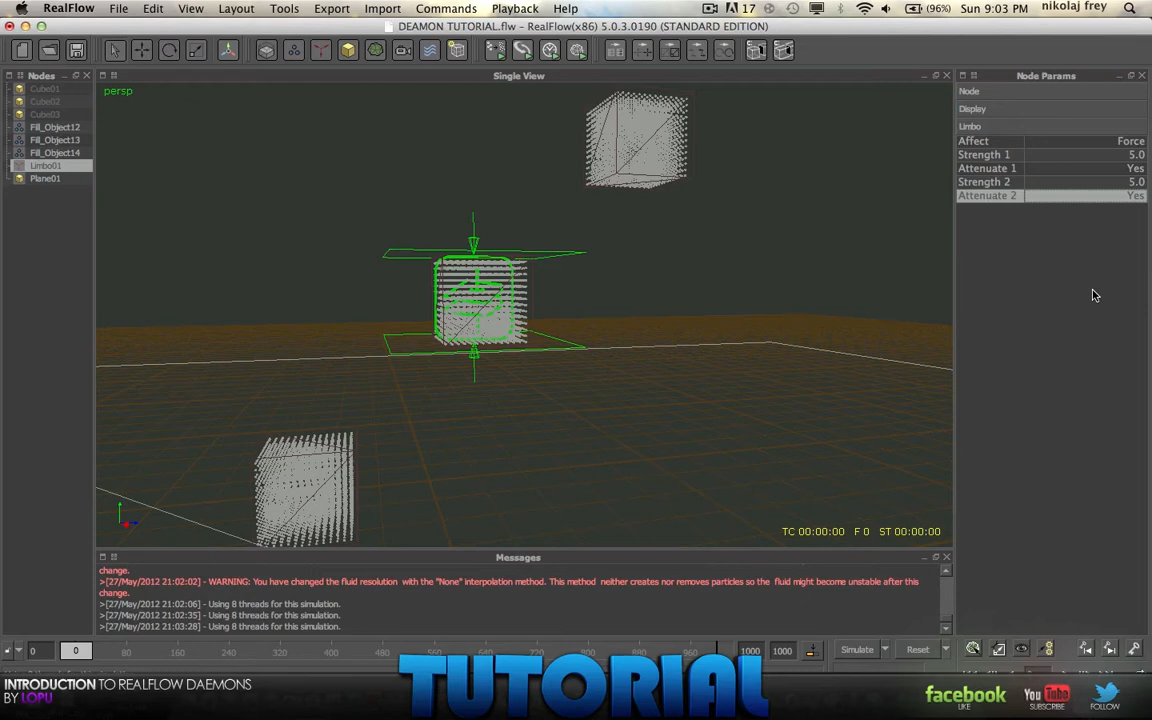 RealFlow File Edit View Layout Tools Export Import Commands Playback Help 17 (96%) Sun 9:03 PM nikolaj frey
DEAMON TUTORIAL.flw - RealFlow(x86) 5.0.3.0190 (STANDARD EDITION)
Nodes
Single View
Node Params
Cube01
Cube02
Cube03
Fill_Object12
Fill_Object13
Fill_Object14
Limbo01
Plane01
persp
TC 00:00:00 F 0 ST 00:00:00
Node
Display
Limbo
Affect Force
Strength 1 5.0
Attenuate 1 Yes
Strength 2 5.0
Attenuate 2 Yes
Messages
change.
>[27/May/2012 21:02:02] - WARNING: You have changed the fluid resolution with the "None" interpolation method. This method neither creates nor removes particles so the fluid might become unstable after this
change.
>[27/May/2012 21:02:06] - Using 8 threads for this simulation.
>[27/May/2012 21:02:35] - Using 8 threads for this simulation.
>[27/May/2012 21:03:28] - Using 8 threads for this simulation.
0 0 80 160 240 320 400 480 560 640 720 800 880 960 1000 1000 Simulate Reset
TUTORIAL
INTRODUCTION TO REALFLOW DAEMONS
BY LOPU
facebook
LIKE
YouTube
SUBSCRIBE
FOLLOW